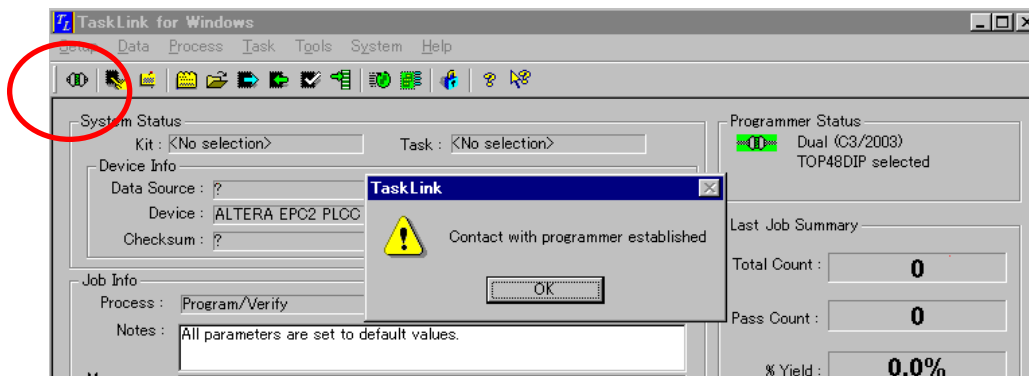 TL TaskLink for Windows
Setup Data Process Task Tools System Help
System Status
Kit : <No selection> Task : <No selection>
Device Info
Data Source : ?
Device : ALTERA EPC2 PLCC
Checksum : ?
Job Info
Process : Program/Verify
Notes : All parameters are set to default values.
TaskLink
Contact with programmer established
OK
Programmer Status
Dual (C3/2003)
TOP48DIP selected
Last Job Summary
Total Count : 0
Pass Count : 0
% Yield : 0.0%